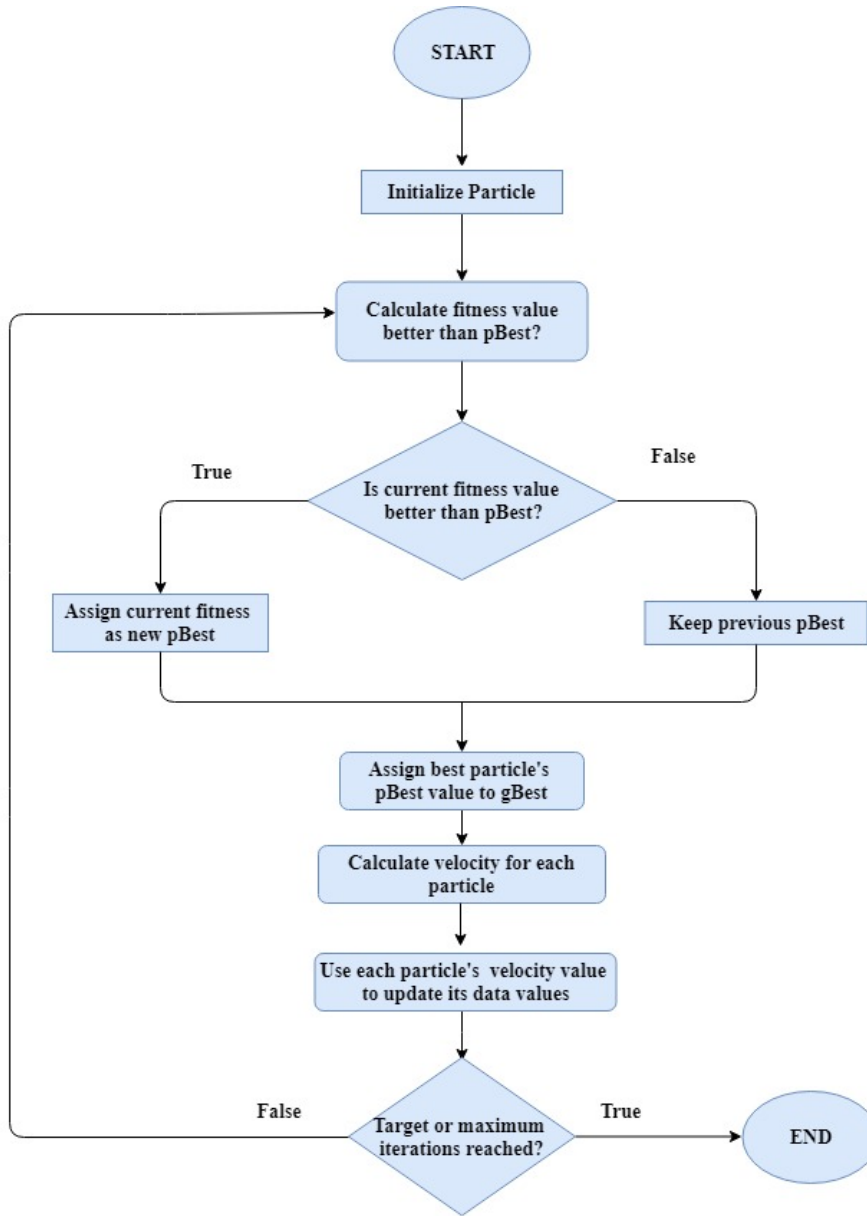 START
Initialize Particle
Calculate fitness value
better than pBest?
True
False
Is current fitness value
better than pBest?
Assign current fitness
as new pBest
Keep previous pBest
Assign best particle's
pBest value to gBest
Calculate velocity for each
particle
Use each particle's velocity value
to update its data values
False
Target or maximum
iterations reached?
True
END